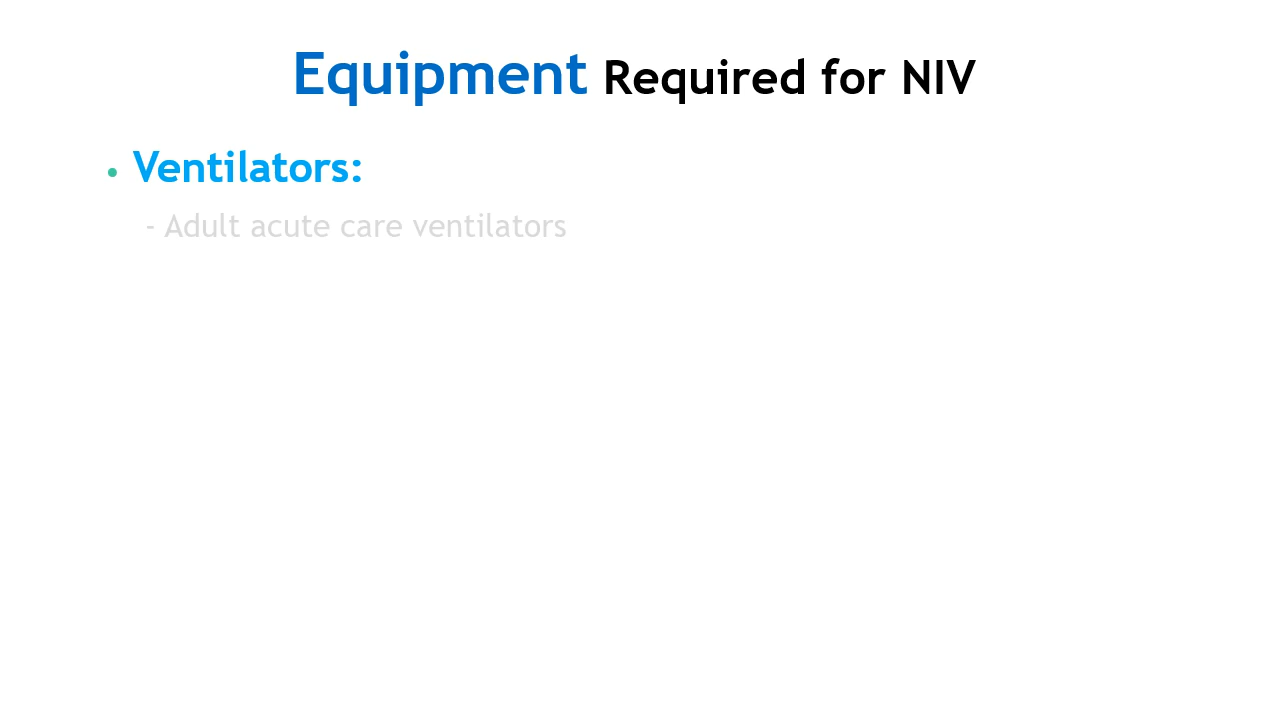 Equipment Required for NIV
• Ventilators:
- Adult acute care ventilators